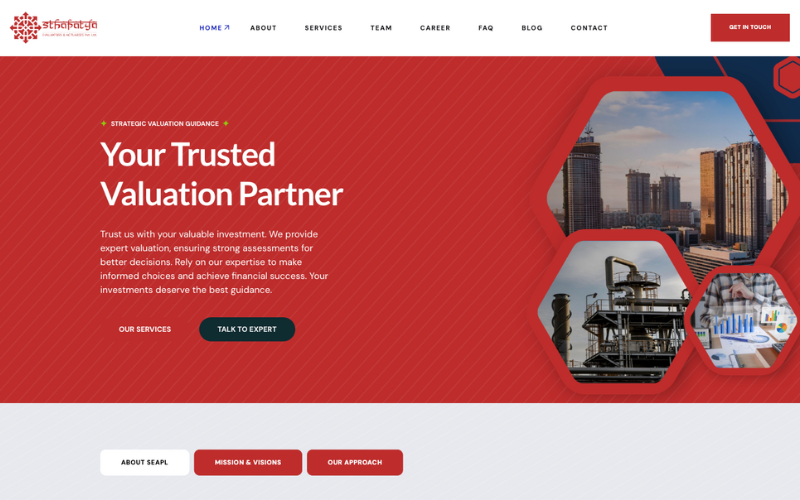 sthapatya
HOME
ABOUT
SERVICES
TEAM
CAREER
FAQ
BLOG
CONTACT
GET IN TOUCH
STRATEGIC VALUATION GUIDANCE
Your Trusted
Valuation Partner
Trust us with your valuable investment. We provide
expert valuation, ensuring strong assessments for
better decisions. Rely on our expertise to make
informed choices and achieve financial success. Your
investments deserve the best guidance.
OUR SERVICES
TALK TO EXPERT
ABOUT SEAPL
MISSION & VISIONS
OUR APPROACH